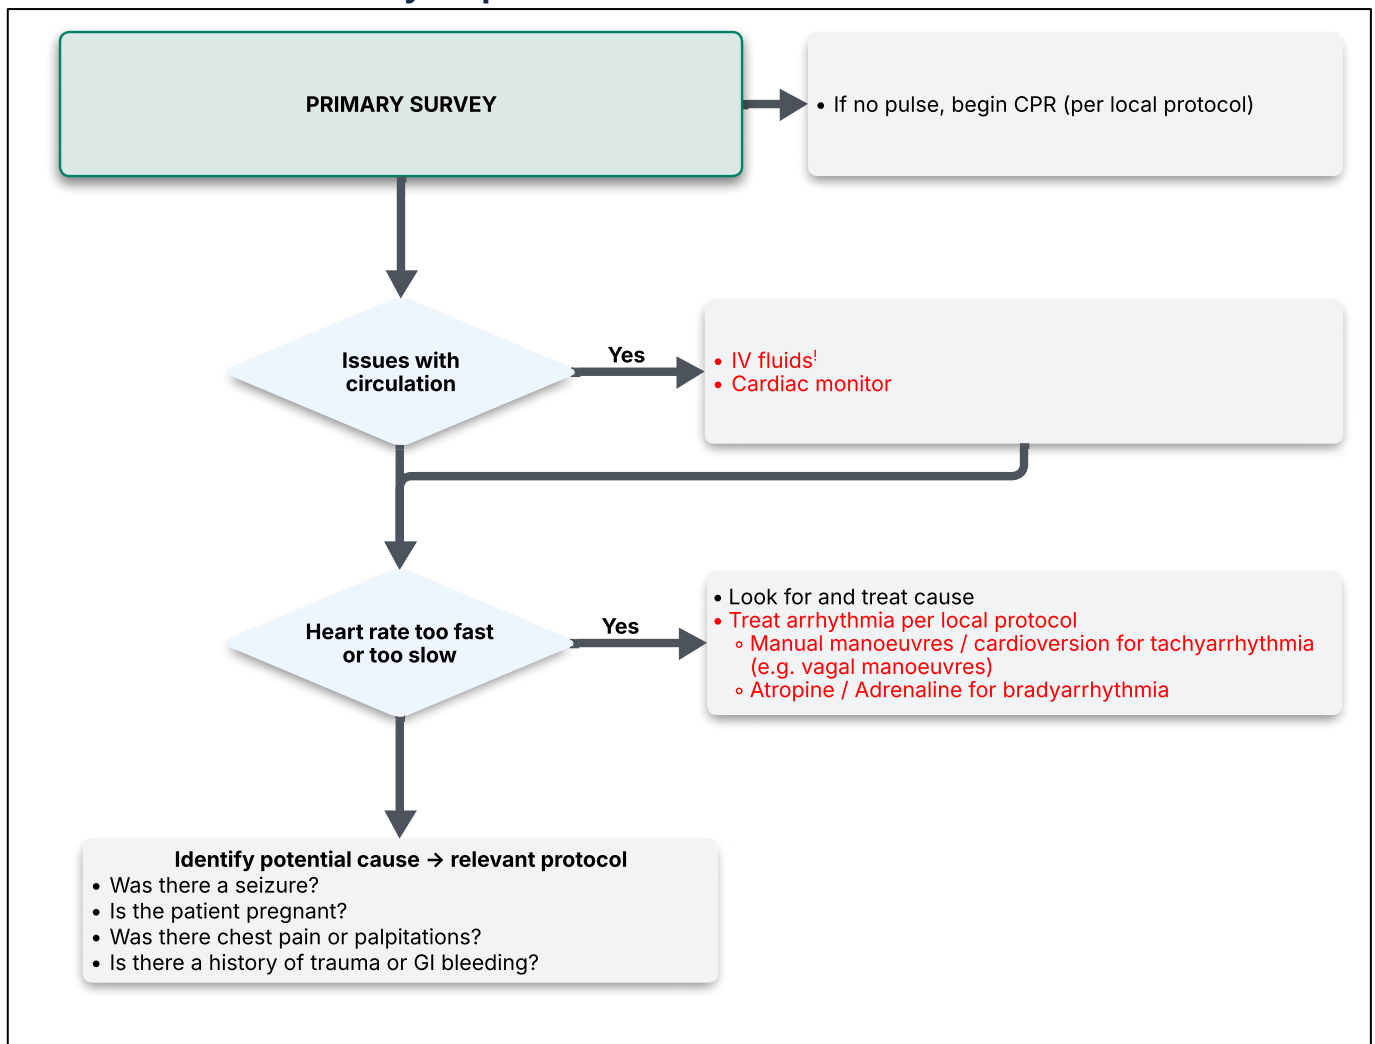 PRIMARY SURVEY
• If no pulse, begin CPR (per local protocol)
Issues with
circulation
Yes
• IV fluids!
• Cardiac monitor
Heart rate too fast
or too slow
Yes
• Look for and treat cause
• Treat arrhythmia per local protocol
∘ Manual manoeuvres / cardioversion for tachyarrhythmia
(e.g. vagal manoeuvres)
∘ Atropine / Adrenaline for bradyarrhythmia
Identify potential cause → relevant protocol
• Was there a seizure?
• Is the patient pregnant?
• Was there chest pain or palpitations?
• Is there a history of trauma or GI bleeding?